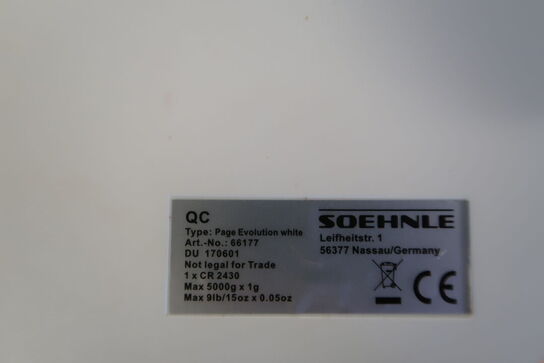 QC
Type: Page Evolution white
Art.-No.: 66177
DU 170601
Not legal for Trade
1 x CR 2430
Max 5000g x 1g
Max 9lb/15oz x 0.05oz
SOEHNLE
Leifheitstr. 1
56377 Nassau/Germany
CE